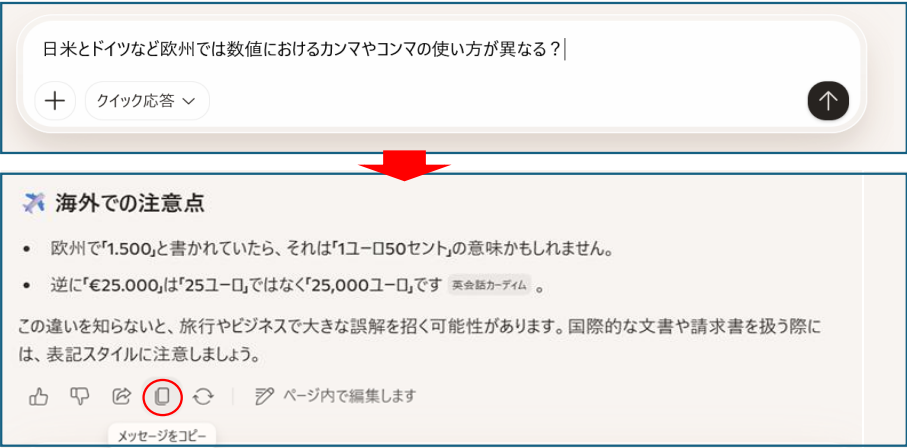 日米とドイツなど欧州では数値におけるカンマやコンマの使い方が異なる？
クイック応答
海外での注意点
• 欧州で「1.500」と書かれていたら、それは「1ユーロ50セント」の意味かもしれません。
• 逆に「€25.000」は「25ユーロ」ではなく「25,000ユーロ」です 英会話カーディム 。
この違いを知らないと、旅行やビジネスで大きな誤解を招く可能性があります。国際的な文書や請求書を扱う際に
は、表記スタイルに注意しましょう。
ページ内で編集します
メッセージをコピー